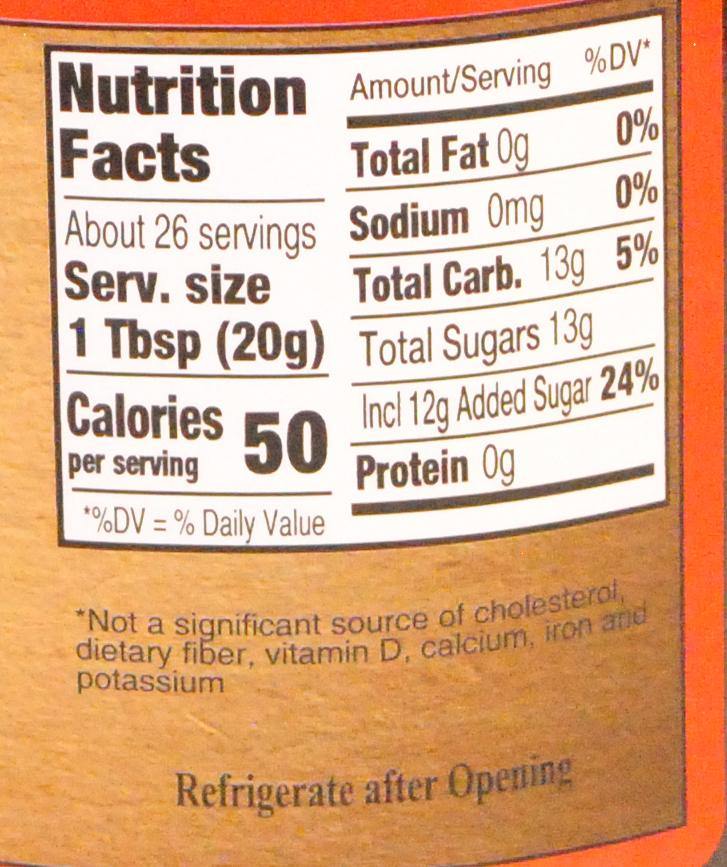 Nutrition
Facts
About 26 servings
Serv. size
1 Tbsp (20g)
Calories 50
per serving
*%DV = % Daily Value
Amount/Serving %DV*
Total Fat 0g 0%
Sodium 0mg 0%
Total Carb. 13g 5%
Total Sugars 13g
Incl 12g Added Sugar 24%
Protein 0g
*Not a significant source of cholesterol,
dietary fiber, vitamin D, calcium, iron and
potassium
Refrigerate after Opening